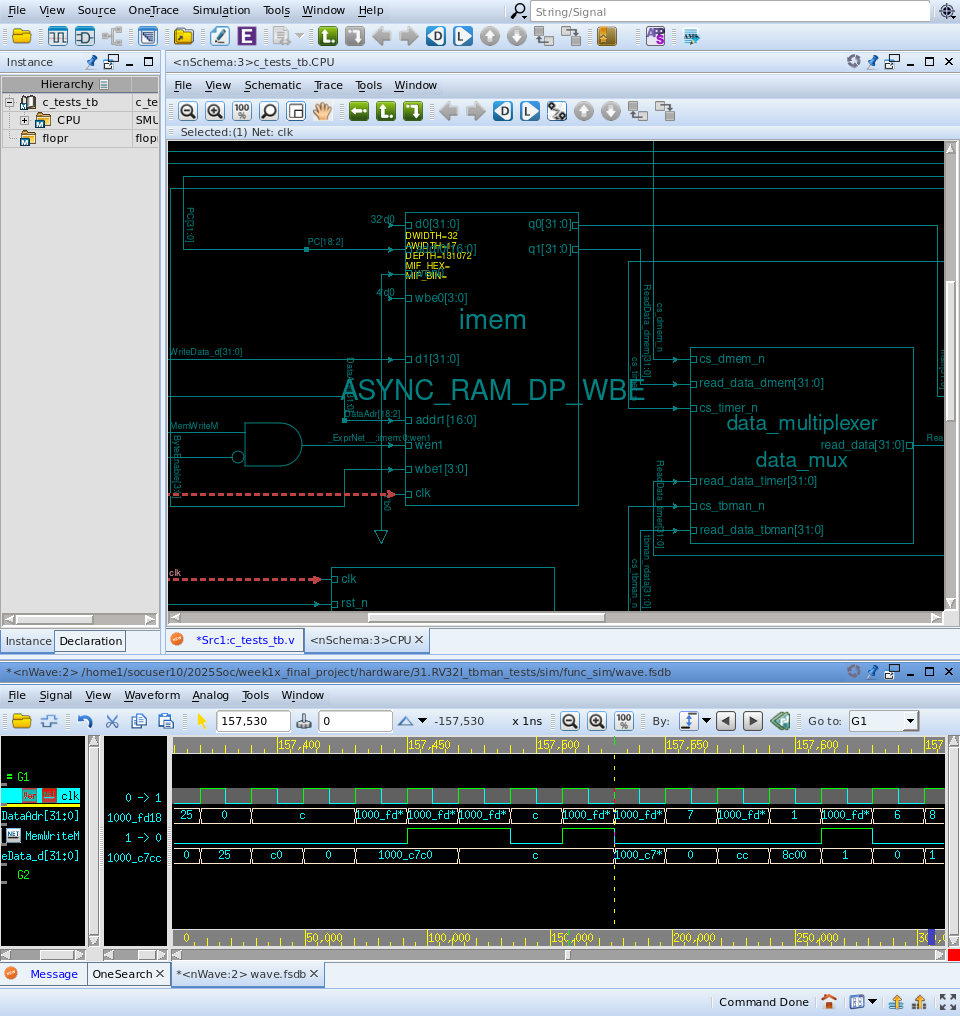 File View Source OneTrace Simulation Tools Window Help
String/Signal
Instance
<nSchema:3>c_tests_tb.CPU
Hierarchy
c_tests_tb c_te
CPU SMU
flopr flopr
File View Schematic Trace Tools Window
100 %
Selected:(1) Net: clk
PC[31:0]
PC[18:2]
32'd0
d0[31:0]
q0[31:0]
DWIDTH=32
AWIDTH=17
DEPTH=131072
MIF_HEX=
MIF_BIN=
q1[31:0]
4'd0
wbe0[3:0]
imem
WriteData_d[31:0]
d1[31:0]
ASYNC_RAM_DP_WBE
DataAdr[18:2]
addr1[16:0]
MemWriteM
_ExprNet__:imem:0:wen1
wen1
ByteEnable[3:0]
wbe1[3:0]
clk
clk
clk
rst_n
cs_dmem_n
ReadData_dmem[31:0]
cs_dmem_n
read_data_dmem[31:0]
cs_timer_n
data_multiplexer
read_data[31:0]
data_mux
read_data_timer[31:0]
cs_tbman_n
read_data_tbman[31:0]
cs_tbman_n
tbman_rdata[31:0]
Instance Declaration
*Src1:c_tests_tb.v
<nSchema:3>CPU
*<nWave:2> /home1/socuser10/2025Soc/week1x_final_project/hardware/31.RV32I_tbman_tests/sim/func_sim/wave.fsdb
File Signal View Waveform Analog Tools Window
157,530 0 -157,530 x 1ns 100 % By: Go to: G1
157,400 157,450 157,500 157,550 157,600 157
= G1
clk 0 -> 1
DataAdr[31:0] 1000_fd18 25 0 c 1000_fd* 1000_fd* 1000_fd* c 1000_fd* 1000_fd* 7 1000_fd* 1 1000_fd* 6 8
MemWriteM 1 -> 0
eData_d[31:0] 1000_c7cc 0 25 c0 0 1000_c7c0 c 1000_c7* 0 cc 8c00 1 0 1
G2
0 50,000 100,000 150,000 200,000 250,000
Message OneSearch *<nWave:2> wave.fsdb
Command Done